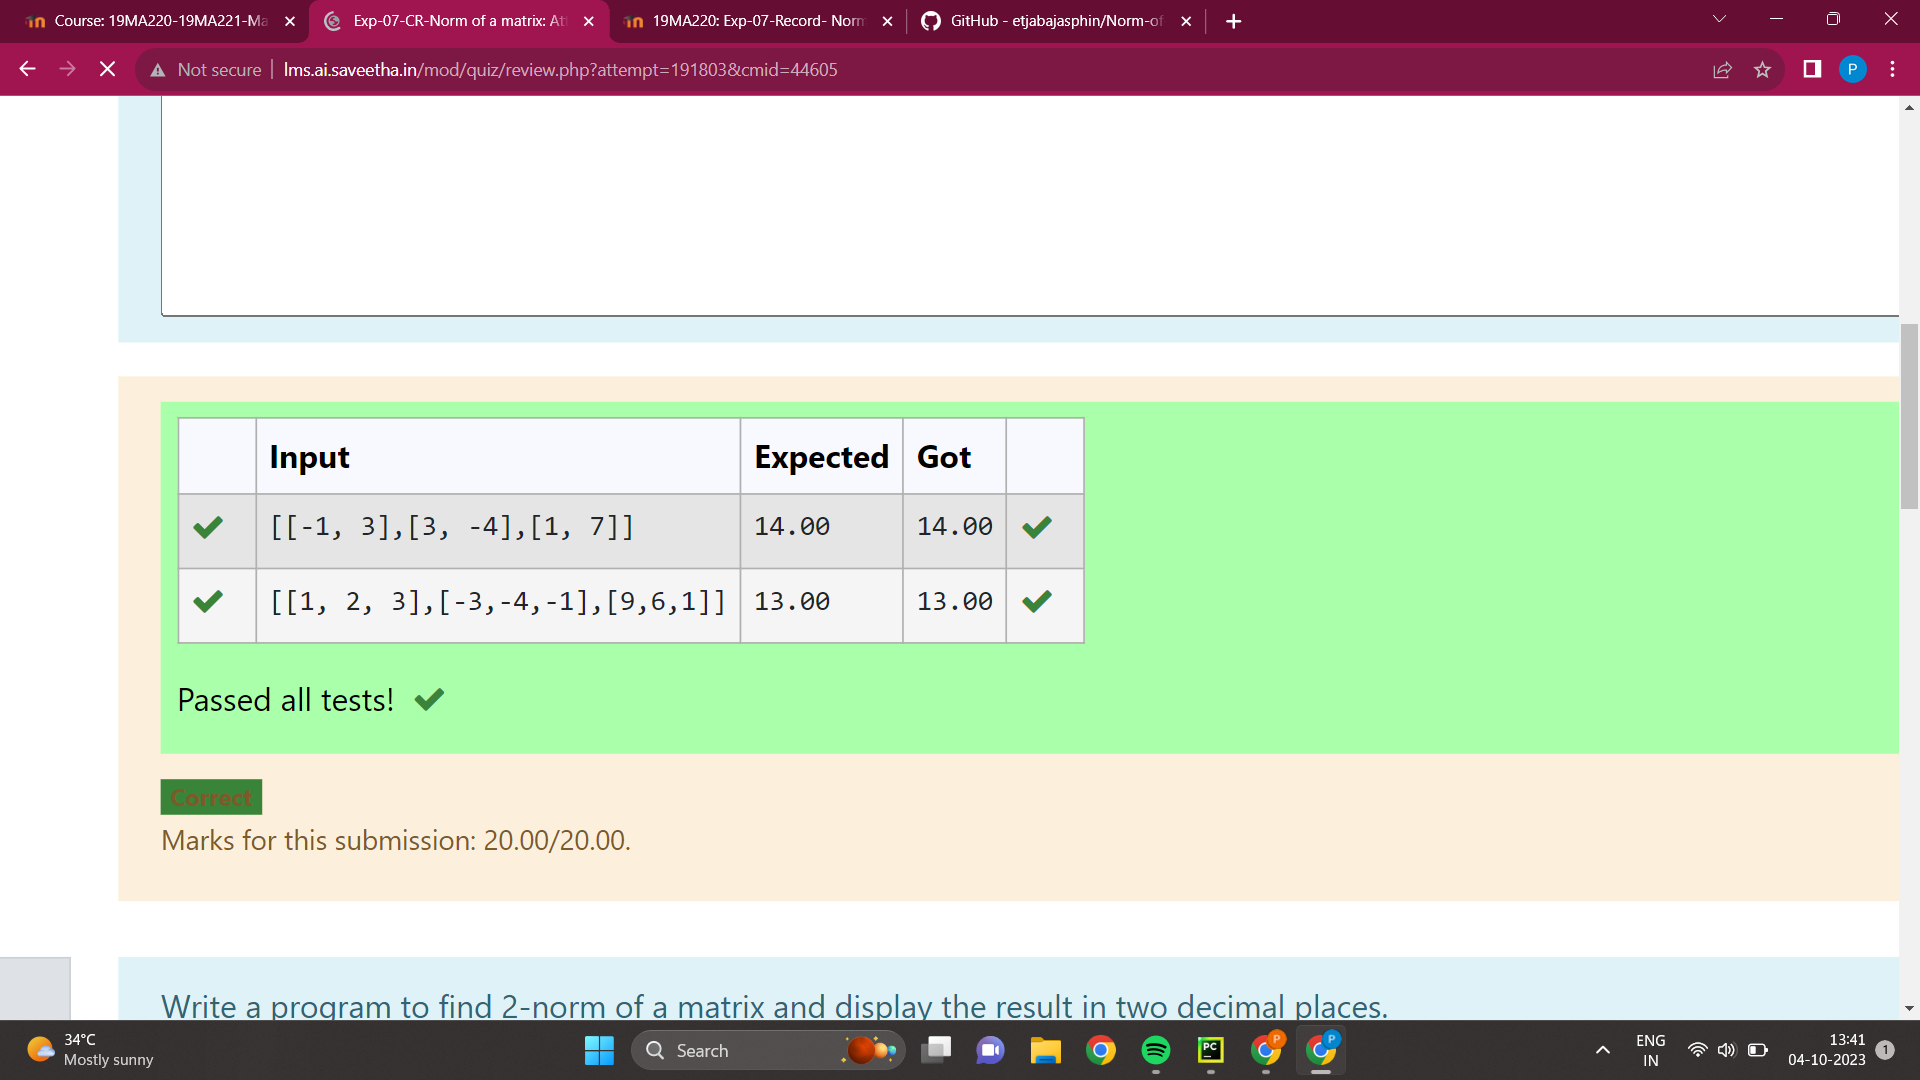 Course: 19MA220-19MA221-Ma
Exp-07-CR-Norm of a matrix: At
19MA220: Exp-07-Record- Norm
GitHub - etjabajasphin/Norm-of
Not secure
lms.ai.saveetha.in/mod/quiz/review.php?attempt=191803&cmid=44605
P
Input Expected Got
[[-1, 3],[3, -4],[1, 7]] 14.00 14.00
[[1, 2, 3],[-3,-4,-1],[9,6,1]] 13.00 13.00
Passed all tests!
Correct
Marks for this submission: 20.00/20.00.
Write a program to find 2-norm of a matrix and display the result in two decimal places.
34°C
Mostly sunny
Search
PC
P
P
ENG
IN
13:41
04-10-2023
1